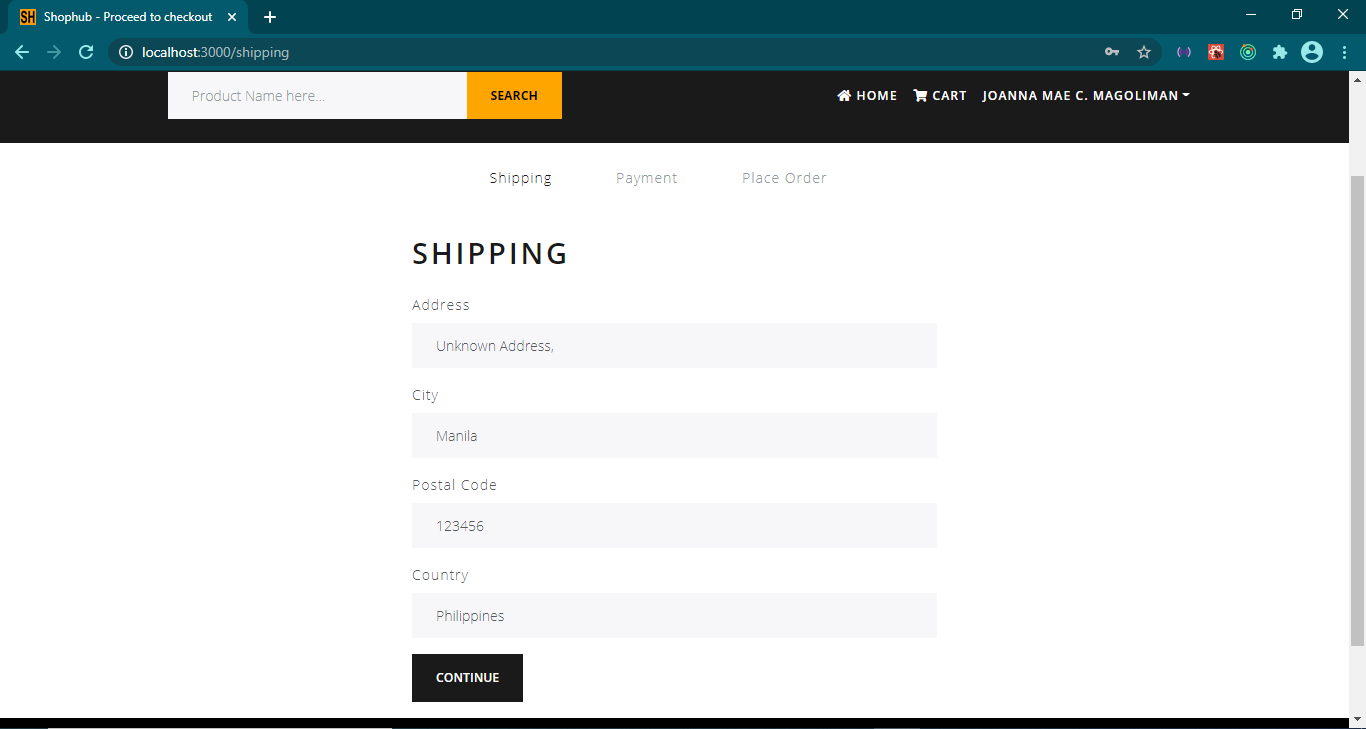 SH Shophub - Proceed to checkout
localhost:3000/shipping
Product Name here... SEARCH HOME CART JOANNA MAE C. MAGOLIMAN
Shipping Payment Place Order
SHIPPING
Address
Unknown Address,
City
Manila
Postal Code
123456
Country
Philippines
CONTINUE